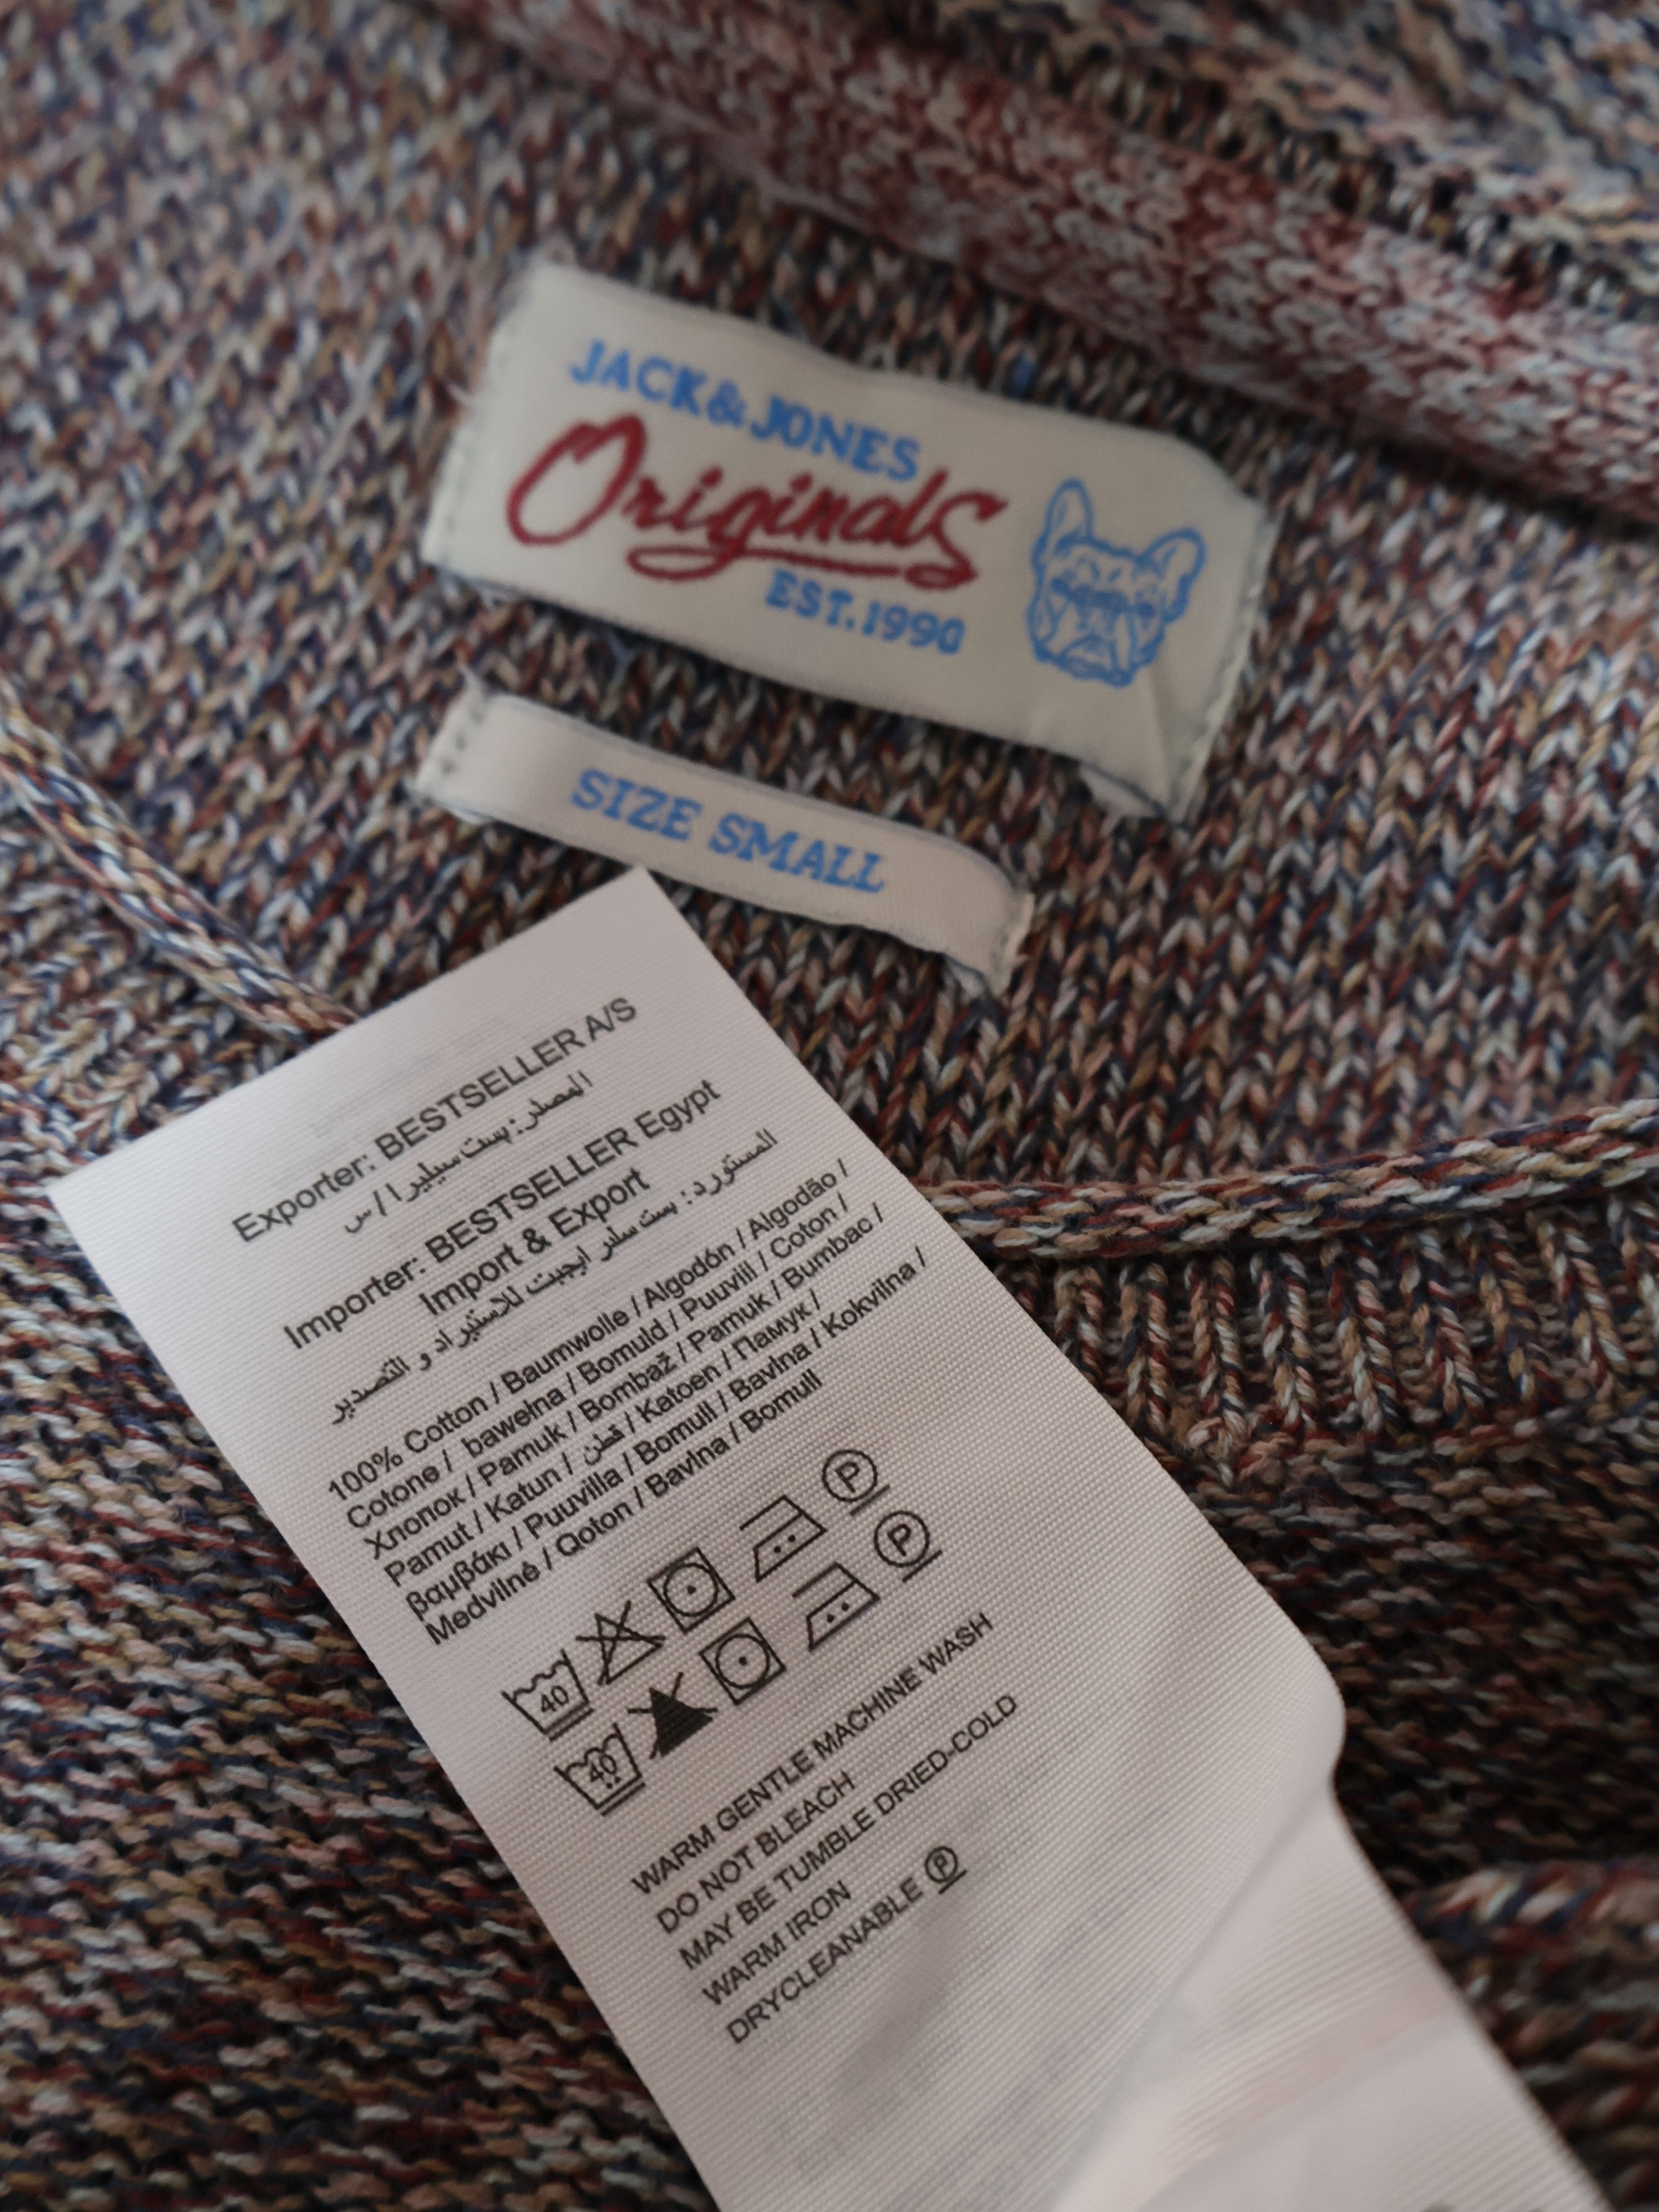 JACK&JONES
Originals
EST.1990
SIZE SMALL
Exporter: BESTSELLER A/S
المصدر: بست سيلير ا / س
Importer: BESTSELLER Egypt
Import & Export
المستورد: بست سلر ايجبت للاستيراد و التصدير
100% Cotton / Baumwolle / Algodón / Algodão /
Cotone / bawełna / Bomuld / Puuvill / Coton /
Хлопок / Pamuk / Bombaž / Pamuk / Bumbac /
Pamut / Katun / قطن / Katoen / Памук /
βαμβάκι / Puuvilla / Bomull / Bavlna / Kokvilna /
Medvilnė / Qoton / Bavlna / Bomull
40 P
40 P
WARM GENTLE MACHINE WASH
DO NOT BLEACH
MAY BE TUMBLE DRIED-COLD
WARM IRON
DRYCLEANABLE P